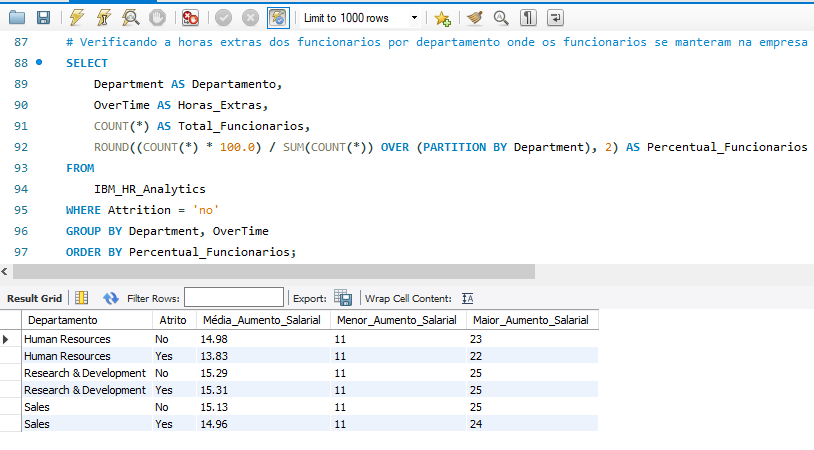 Limit to 1000 rows
87 # Verificando a horas extras dos funcionarios por departamento onde os funcionarios se manteram na empresa
88 SELECT
89 Department AS Departamento,
90 OverTime AS Horas_Extras,
91 COUNT(*) AS Total_Funcionarios,
92 ROUND((COUNT(*) * 100.0) / SUM(COUNT(*)) OVER (PARTITION BY Department), 2) AS Percentual_Funcionarios
93 FROM
94 IBM_HR_Analytics
95 WHERE Attrition = 'no'
96 GROUP BY Department, OverTime
97 ORDER BY Percentual_Funcionarios;
Result Grid Filter Rows: Export: Wrap Cell Content:
Departamento Atrito Média_Aumento_Salarial Menor_Aumento_Salarial Maior_Aumento_Salarial
Human Resources No 14.98 11 23
Human Resources Yes 13.83 11 22
Research & Development No 15.29 11 25
Research & Development Yes 15.31 11 25
Sales No 15.13 11 25
Sales Yes 14.96 11 24